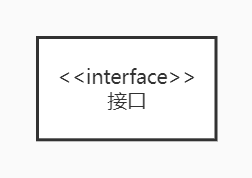 <<interface>>
接口